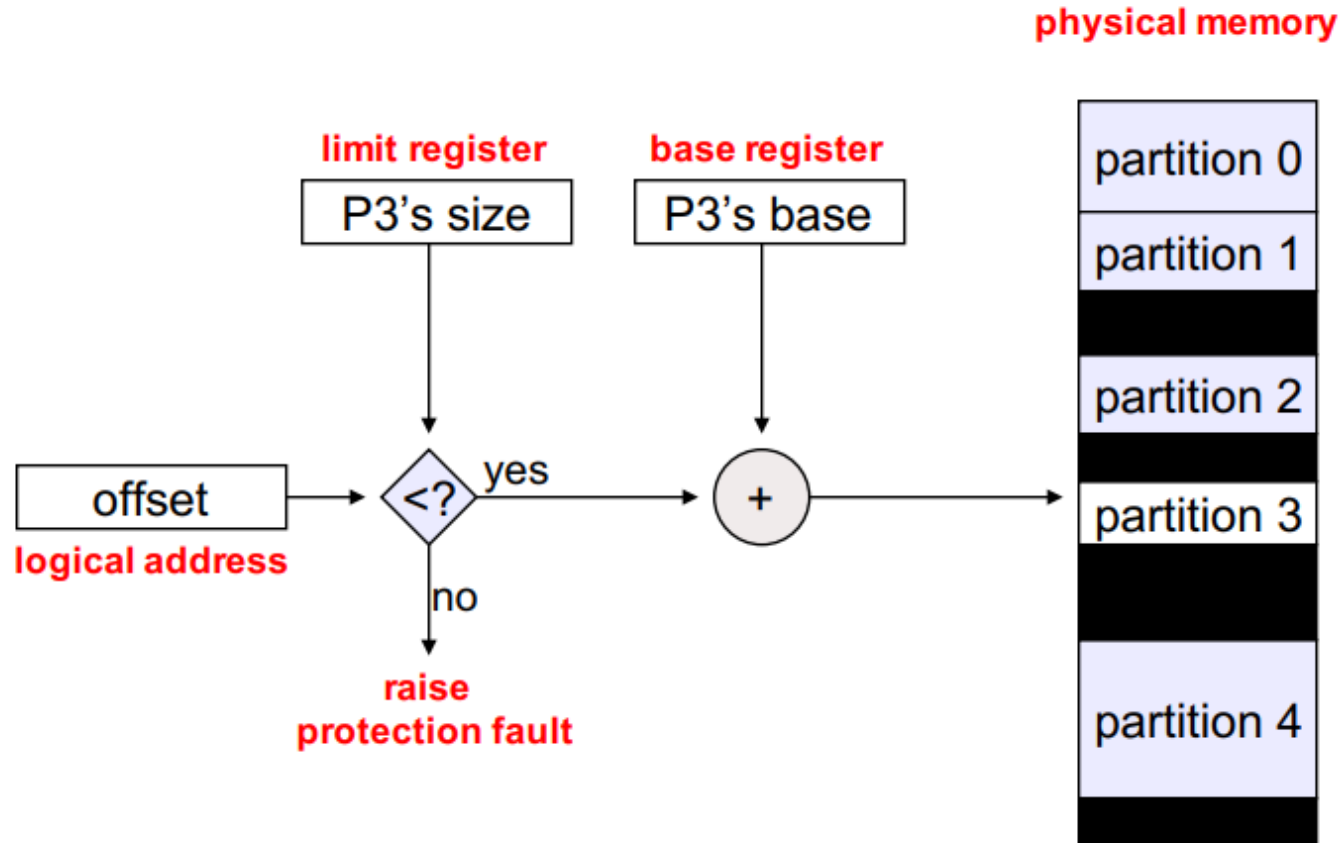 physical memory
limit register
base register
P3’s size
P3’s base
partition 0
partition 1
partition 2
offset
<?
yes
+
partition 3
logical address
no
raise
protection fault
partition 4